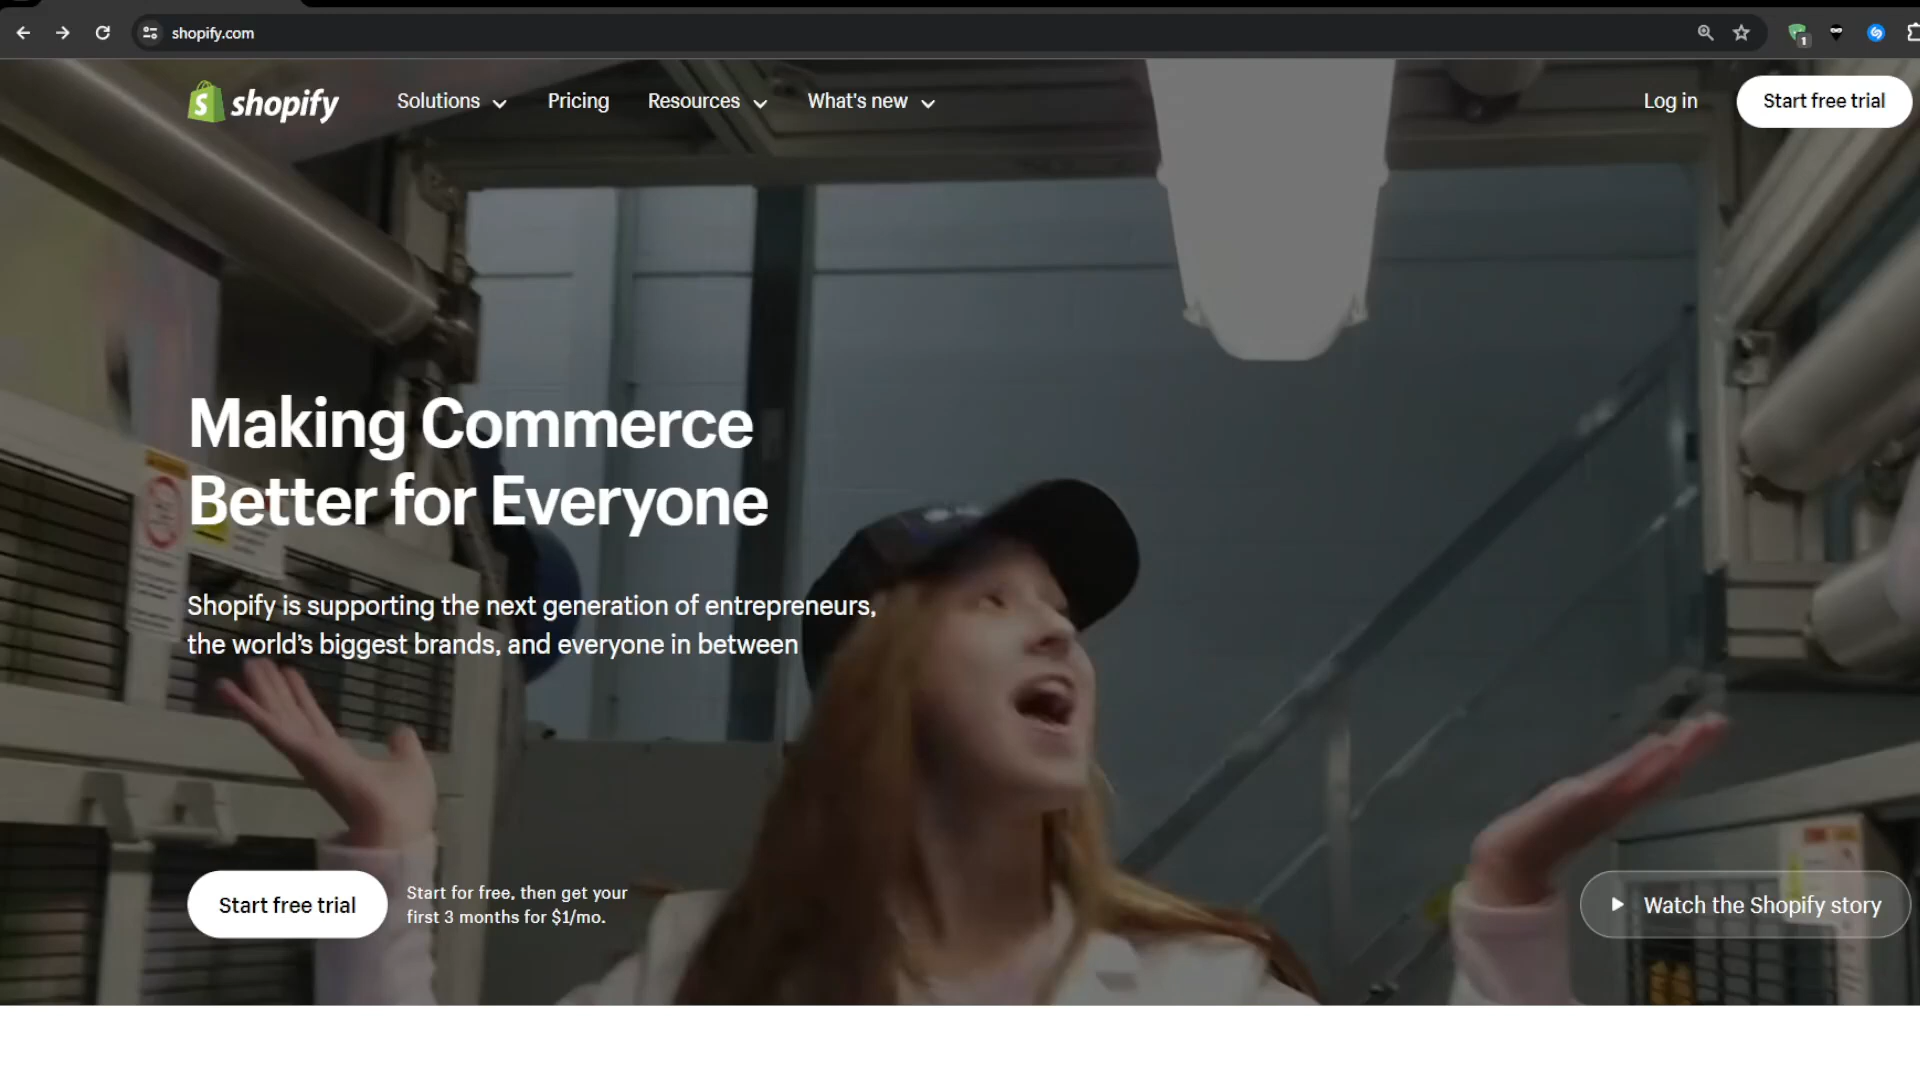 shopify.com
1
shopify
Solutions
Pricing
Resources
What's new
Log in
Start free trial
Making Commerce
Better for Everyone
Shopify is supporting the next generation of entrepreneurs,
the world's biggest brands, and everyone in between
Start free trial
Start for free, then get your
first 3 months for $1/mo.
Watch the Shopify story